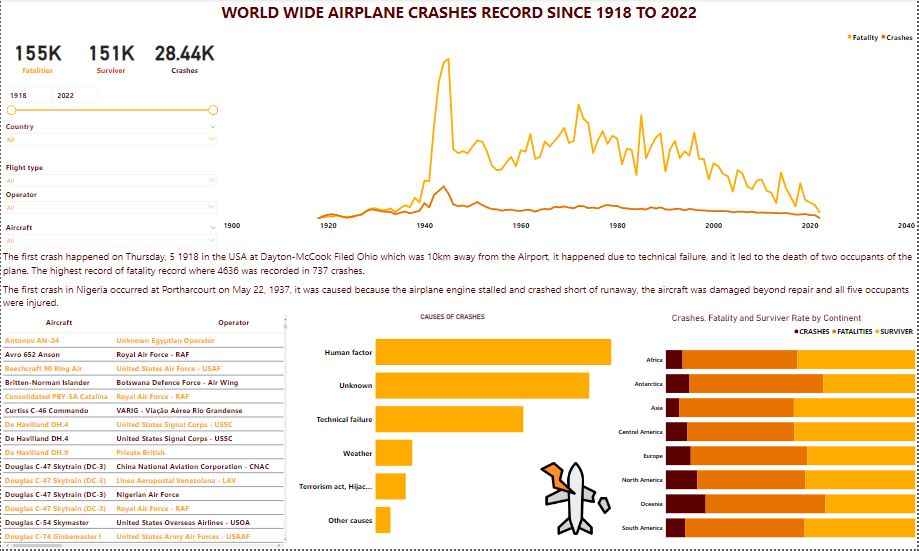 WORLD WIDE AIRPLANE CRASHES RECORD SINCE 1918 TO 2022
Fatality Crashes
155K 151K 28.44K
Fatalities Surviver Crashes
1918 2022
Country
All
Flight type
All
Operator
All
Aircraft
All
1900 1920 1940 1960 1980 2000 2020 2040
The first crash happened on Thursday, 5 1918 in the USA at Dayton-McCook Filed Ohio which was 10km away from the Airport, it happened due to technical failure, and it led to the death of two occupants of the
plane. The highest record of fatality record where 4636 was recorded in 737 crashes.
The first crash in Nigeria occurred at Portharcourt on May 22, 1937, it was caused because the airplane engine stalled and crashed short of runaway, the aircraft was damaged beyond repair and all five occupants
were injured.
Aircraft Operator
Antonov AN-24 Unknown Egyptian Operator
Avro 652 Anson Royal Air Force - RAF
Beechcraft 90 King Air United States Air Force - USAF
Britten-Norman Islander Botswana Defence Force - Air Wing
Consolidated PBY-5A Catalina Royal Air Force - RAF
Curtiss C-46 Commando VARIG - Viação Aérea Rio Grandense
De Havilland DH.4 United States Signal Corps - USSC
De Havilland DH.4 United States Signal Corps - USSC
De Havilland DH.9 Private British
Douglas C-47 Skytrain (DC-3) China National Aviation Corporation - CNAC
Douglas C-47 Skytrain (DC-3) Linea Aeropostal Venezolana - LAV
Douglas C-47 Skytrain (DC-3) Nigerian Air Force
Douglas C-47 Skytrain (DC-3) Royal Air Force - RAF
Douglas C-54 Skymaster United States Overseas Airlines - USOA
Douglas C-74 Globemaster I United States Army Air Forces - USAAF
CAUSES OF CRASHES
Human factor
Unknown
Technical failure
Weather
Terrorism act, Hijac...
Other causes
Crashes, Fatality and Surviver Rate by Continent
CRASHES FATALITIES SURVIVER
Africa
Antarctica
Asia
Central America
Europe
North America
Oceania
South America